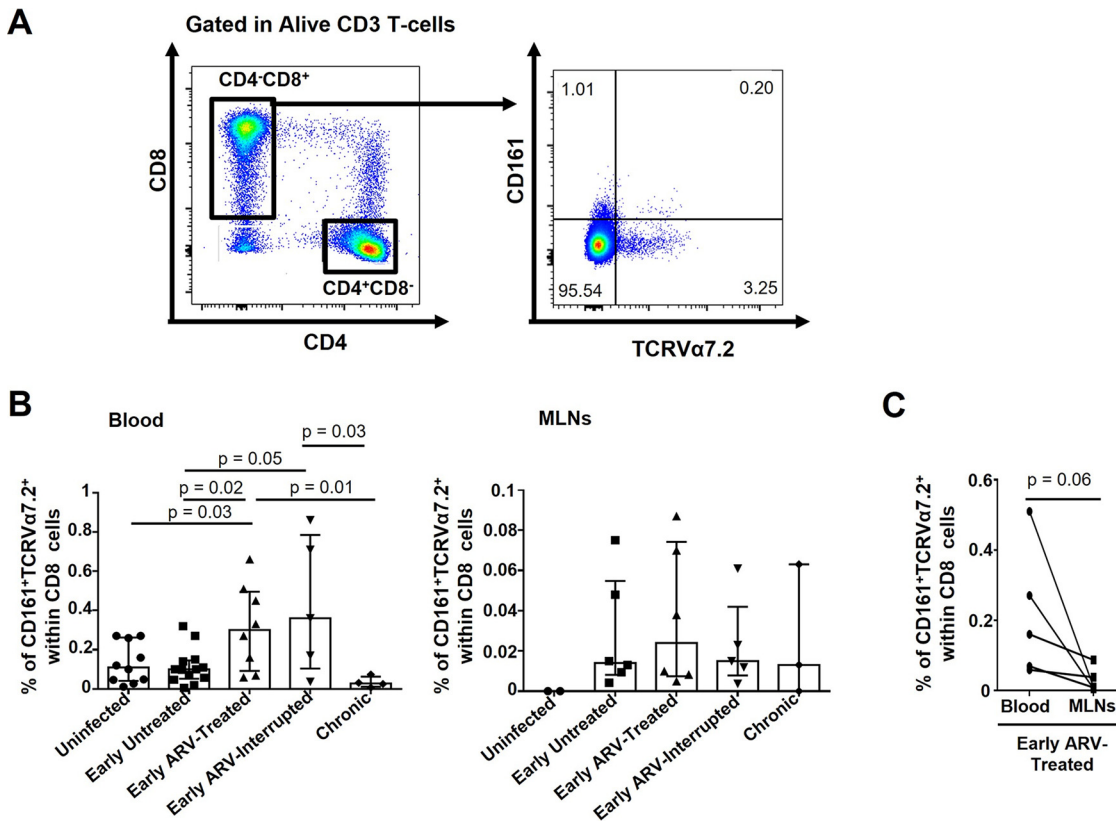 A
Gated in Alive CD3 T-cells
CD4⁻CD8⁺
CD8
CD4⁺CD8⁻
CD4
1.01
0.20
CD161
95.54
3.25
TCRVα7.2
B
Blood
p = 0.03
p = 0.05
p = 0.02
p = 0.01
p = 0.03
% of CD161⁺TCRVα7.2⁺
within CD8 cells
1
0.8
0.6
0.4
0.2
0
Uninfected
Early Untreated
Early ARV-Treated
Early ARV-Interrupted
Chronic
MLNs
% of CD161⁺TCRVα7.2⁺
within CD8 cells
0.1
0.08
0.06
0.04
0.02
0
Uninfected
Early Untreated
Early ARV-Treated
Early ARV-Interrupted
Chronic
C
p = 0.06
% of CD161⁺TCRVα7.2⁺
within CD8 cells
0.6
0.4
0.2
0
Blood MLNs
Early ARV-
Treated